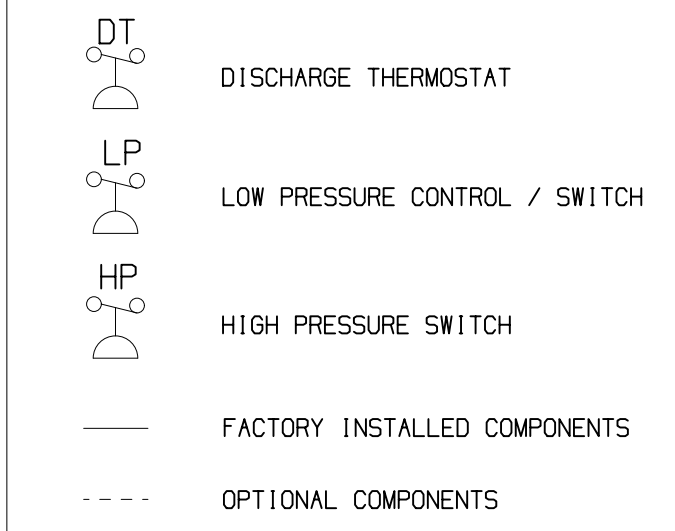 DT
DISCHARGE THERMOSTAT
LP
LOW PRESSURE CONTROL / SWITCH
HP
HIGH PRESSURE SWITCH
FACTORY INSTALLED COMPONENTS
OPTIONAL COMPONENTS